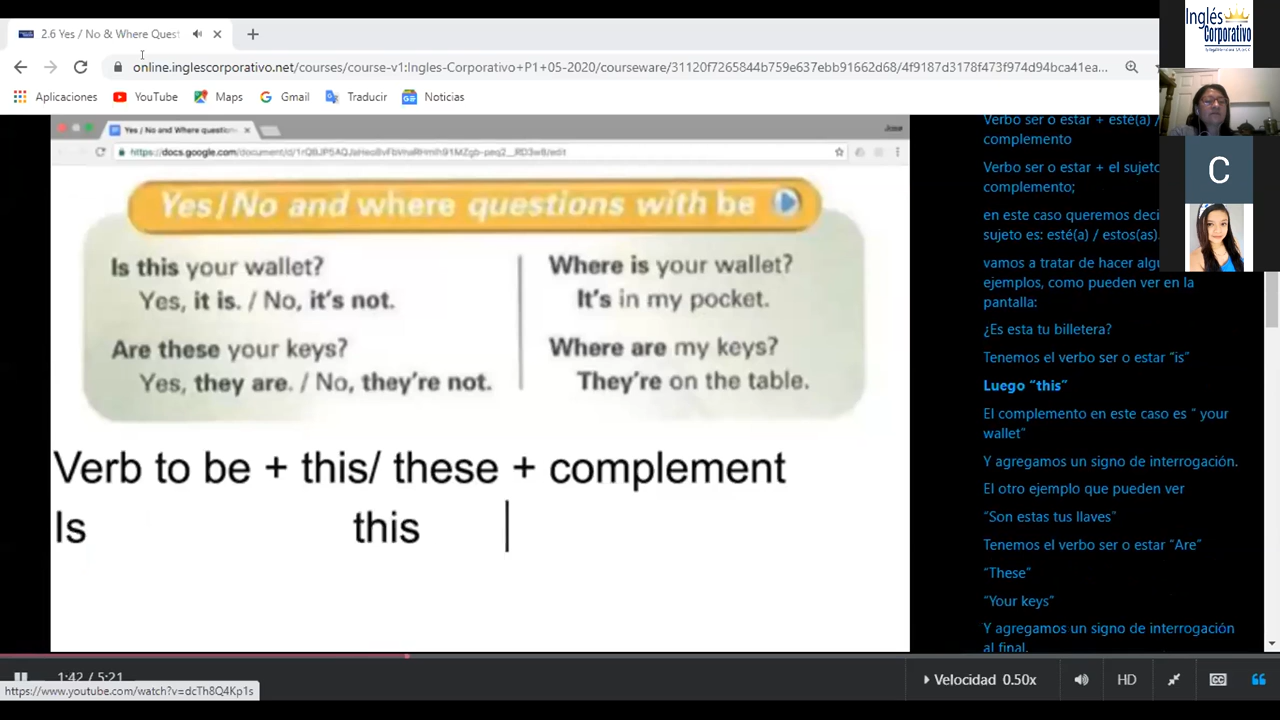 2.6 Yes / No & Where Quest
online.inglescorporativo.net/courses/course-v1:Ingles-Corporativo+P1+05-2020/courseware/31120f7265844b759e637ebb91662d68/4f9187d3178f473f974d94bca41ea...
Aplicaciones YouTube Maps Gmail Traducir Noticias
Inglés
Corporativo
C
Yes / No and Where question
Yes/No and where questions with be
Is this your wallet?
Yes, it is. / No, it's not.
Are these your keys?
Yes, they are. / No, they're not.
Where is your wallet?
It's in my pocket.
Where are my keys?
They're on the table.
Verb to be + this/ these + complement
Is this
Verbo ser o estar + esté(a) /
complemento
Verbo ser o estar + el sujeto
complemento;
en este caso queremos deci
sujeto es: esté(a) / estos(as).
vamos a tratar de hacer algu
ejemplos, como pueden ver en la
pantalla:
¿Es esta tu billetera?
Tenemos el verbo ser o estar “is”
Luego “this”
El complemento en este caso es “ your
wallet”
Y agregamos un signo de interrogación.
El otro ejemplo que pueden ver
“Son estas tus llaves”
Tenemos el verbo ser o estar “Are”
“These”
“Your keys”
Y agregamos un signo de interrogación
al final.
1:42 / 5:21
Velocidad 0.50x
HD
https://www.youtube.com/watch?v=dcTh8Q4Kp1s